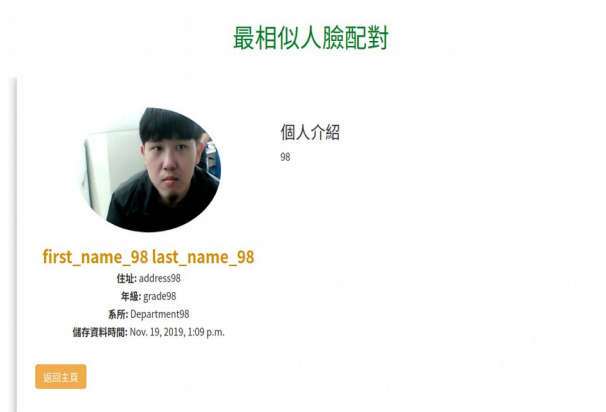 最相似人臉配對
個人介紹
98
first_name_98 last_name_98
住址: address98
年級: grade98
系所: Department98
儲存資料時間: Nov. 19, 2019, 1:09 p.m.
返回主頁